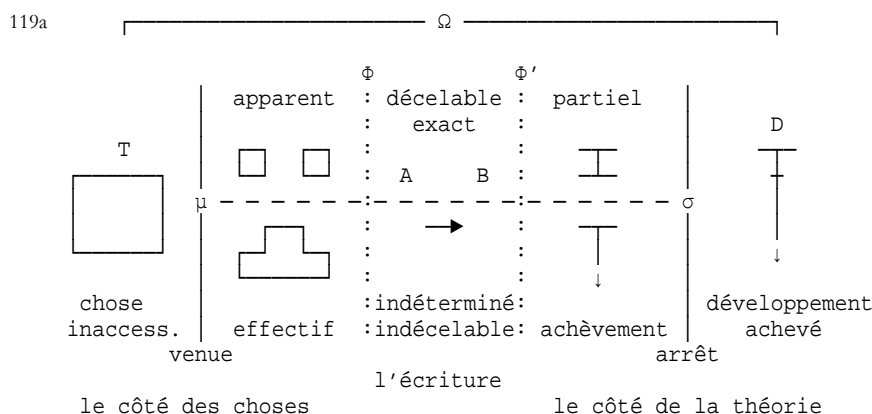 119a Ω
Φ Φ'
apparent : décelable : partiel
exact
T D
A B
μ σ
chose :indéterminé: développement
inaccess. effectif :indécelable: achèvement achevé
venue arrêt
l'écriture
le côté des choses le côté de la théorie